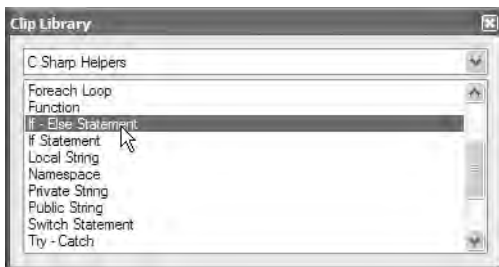 Clip Library
C Sharp Helpers
Foreach Loop
Function
If - Else Statement
If Statement
Local String
Namespace
Private String
Public String
Switch Statement
Try - Catch